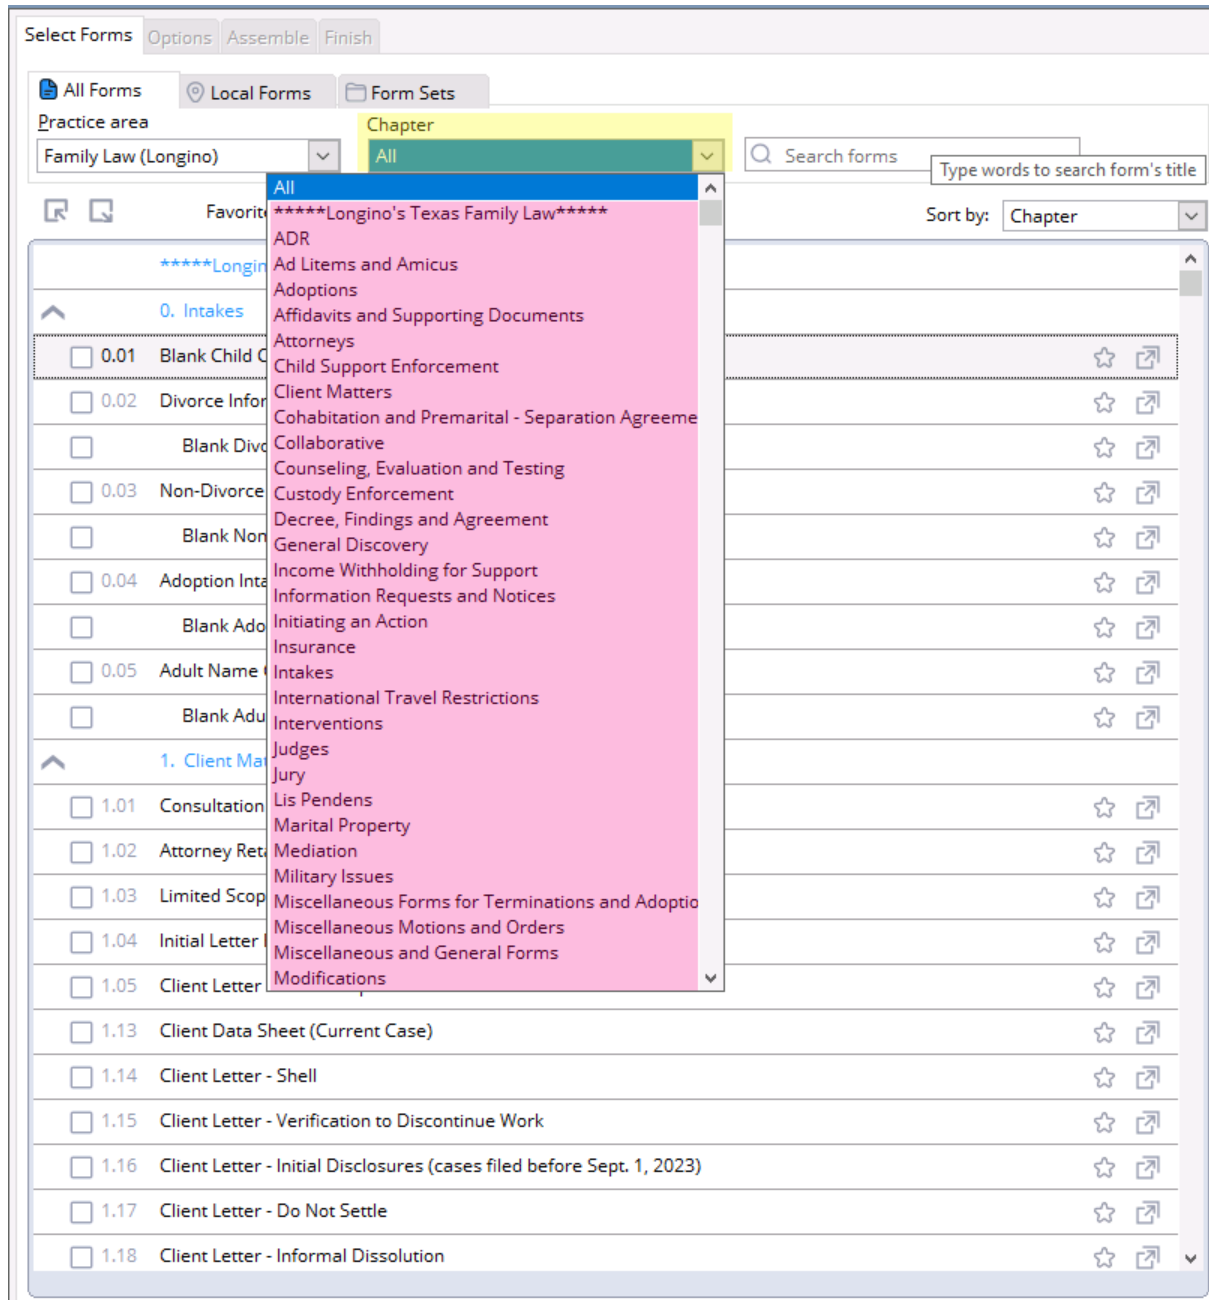 Select Forms Options Assemble Finish
All Forms Local Forms Form Sets
Practice area Chapter
Family Law (Longino) All Search forms
Type words to search form's title
Favorite Sort by: Chapter
All
*****Longino's Texas Family Law*****
ADR
Ad Litems and Amicus
Adoptions
Affidavits and Supporting Documents
Attorneys
Child Support Enforcement
Client Matters
Cohabitation and Premarital - Separation Agreeme
Collaborative
Counseling, Evaluation and Testing
Custody Enforcement
Decree, Findings and Agreement
General Discovery
Income Withholding for Support
Information Requests and Notices
Initiating an Action
Insurance
Intakes
International Travel Restrictions
Interventions
Judges
Jury
Lis Pendens
Marital Property
Mediation
Military Issues
Miscellaneous Forms for Terminations and Adoptio
Miscellaneous Motions and Orders
Miscellaneous and General Forms
Modifications
*****Longin
0. Intakes
0.01 Blank Child C
0.02 Divorce Infor
Blank Divo
0.03 Non-Divorce
Blank Non
0.04 Adoption Inta
Blank Ado
0.05 Adult Name
Blank Adu
1. Client Mat
1.01 Consultation
1.02 Attorney Reta
1.03 Limited Scop
1.04 Initial Letter
1.05 Client Letter
1.13 Client Data Sheet (Current Case)
1.14 Client Letter - Shell
1.15 Client Letter - Verification to Discontinue Work
1.16 Client Letter - Initial Disclosures (cases filed before Sept. 1, 2023)
1.17 Client Letter - Do Not Settle
1.18 Client Letter - Informal Dissolution